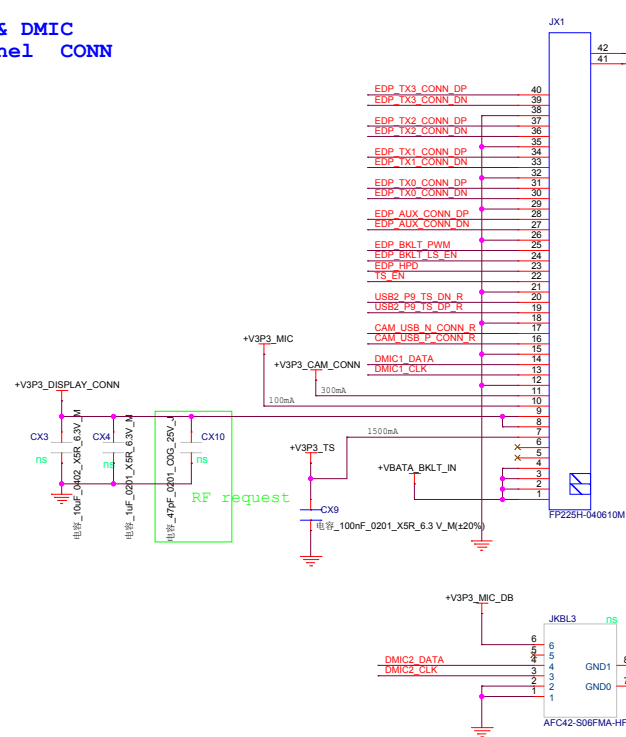 & DMIC
nel CONN
JX1
42
41
EDP_TX3_CONN_DP
40
EDP_TX3_CONN_DN
39
38
EDP_TX2_CONN_DP
37
EDP_TX2_CONN_DN
36
35
EDP_TX1_CONN_DP
34
EDP_TX1_CONN_DN
33
32
EDP_TX0_CONN_DP
31
EDP_TX0_CONN_DN
30
29
EDP_AUX_CONN_DP
28
EDP_AUX_CONN_DN
27
26
EDP_BKLT_PWM
25
EDP_BKLT_LS_EN
24
EDP_HPD
23
TS_EN
22
21
USB2_P9_TS_DN_R
20
USB2_P9_TS_DP_R
19
18
CAM_USB_N_CONN_R
17
CAM_USB_P_CONN_R
16
15
DMIC1_DATA
14
DMIC1_CLK
13
12
11
10
9
8
7
6
5
4
3
2
1
FP225H-040610M
+V3P3_MIC
+V3P3_CAM_CONN
300mA
100mA
+V3P3_DISPLAY_CONN
1500mA
CX3
ns
电容_10uF_0402_X5R_6.3V_M
CX4
ns
电容_1uF_0201_X5R_6.3V_M
CX10
ns
电容_47pF_0201_C0G_25V_J
RF request
+V3P3_TS
+VBATA_BKLT_IN
CX9
电容_100nF_0201_X5R_6.3 V_M(±20%)
+V3P3_MIC_DB
JKBL3
ns
6
5
4
3
2
1
6
5
4
3
2
1
DMIC2_DATA
DMIC2_CLK
GND1
8
GND0
7
AFC42-S06FMA-HF